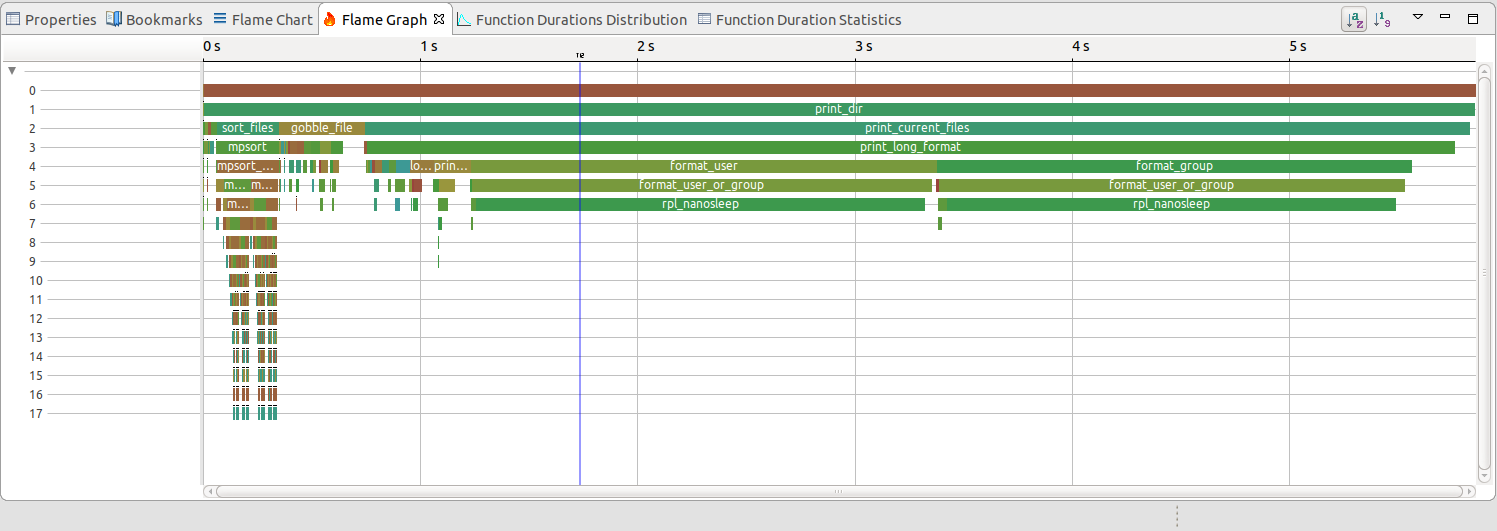 Properties Bookmarks Flame Chart Flame Graph Function Durations Distribution Function Duration Statistics
0 s 1 s 2 s 3 s 4 s 5 s
0
1 print_dir
2 sort_files gobble_file print_current_files
3 mpsort print_long_format
4 mpsort_... lo... prin... format_user format_group
5 m... m... format_user_or_group format_user_or_group
6 m... rpl_nanosleep rpl_nanosleep
7
8
9
10
11
12
13
14
15
16
17